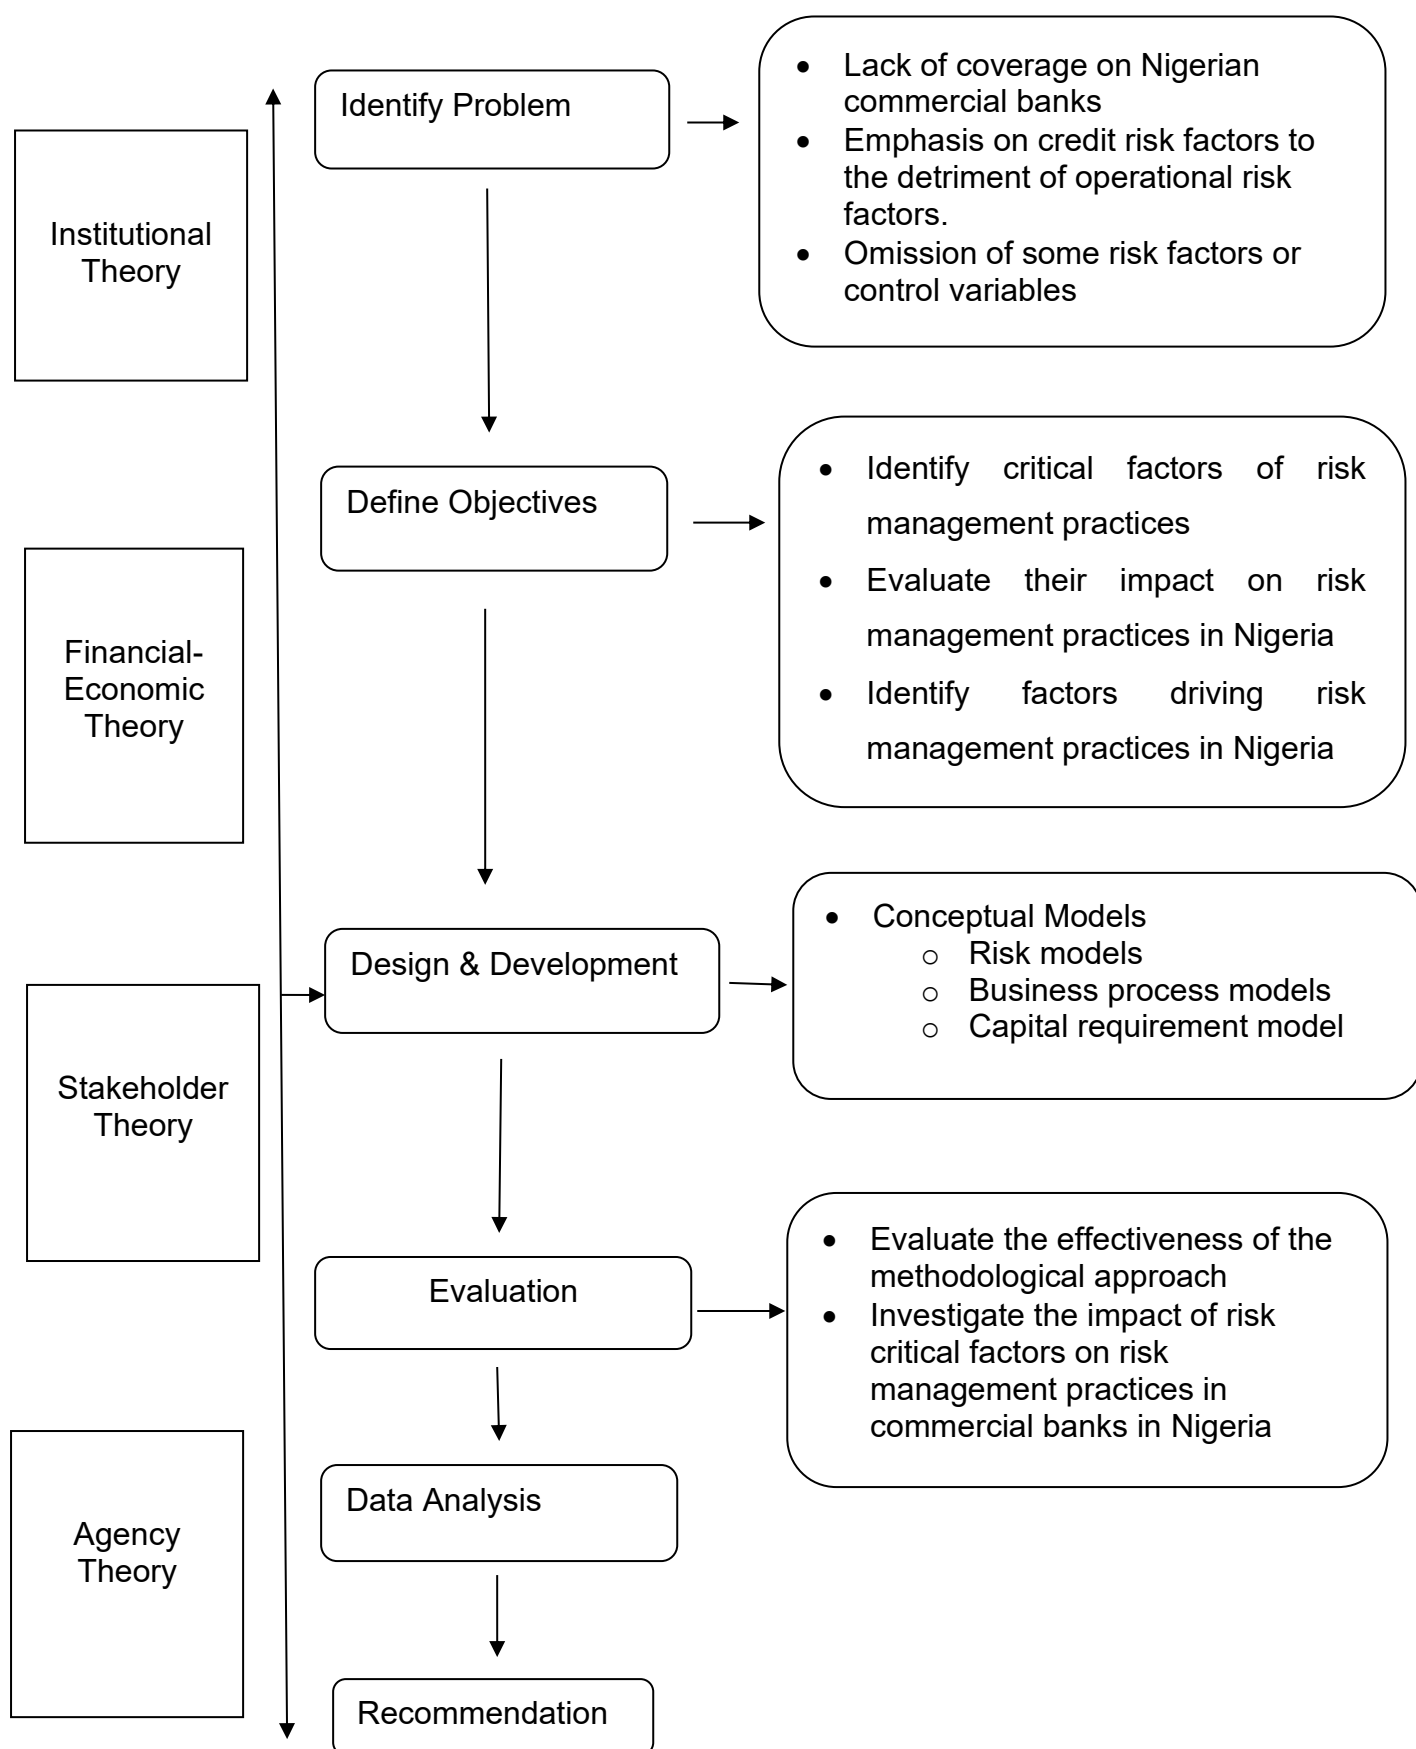 Identify Problem
• Lack of coverage on Nigerian
commercial banks
• Emphasis on credit risk factors to
the detriment of operational risk
factors.
• Omission of some risk factors or
control variables
Institutional
Theory
Define Objectives
• Identify critical factors of risk
management practices
• Evaluate their impact on risk
management practices in Nigeria
• Identify factors driving risk
management practices in Nigeria
Financial-
Economic
Theory
Design & Development
• Conceptual Models
o Risk models
o Business process models
o Capital requirement model
Stakeholder
Theory
Evaluation
• Evaluate the effectiveness of the
methodological approach
• Investigate the impact of risk
critical factors on risk
management practices in
commercial banks in Nigeria
Data Analysis
Agency
Theory
Recommendation